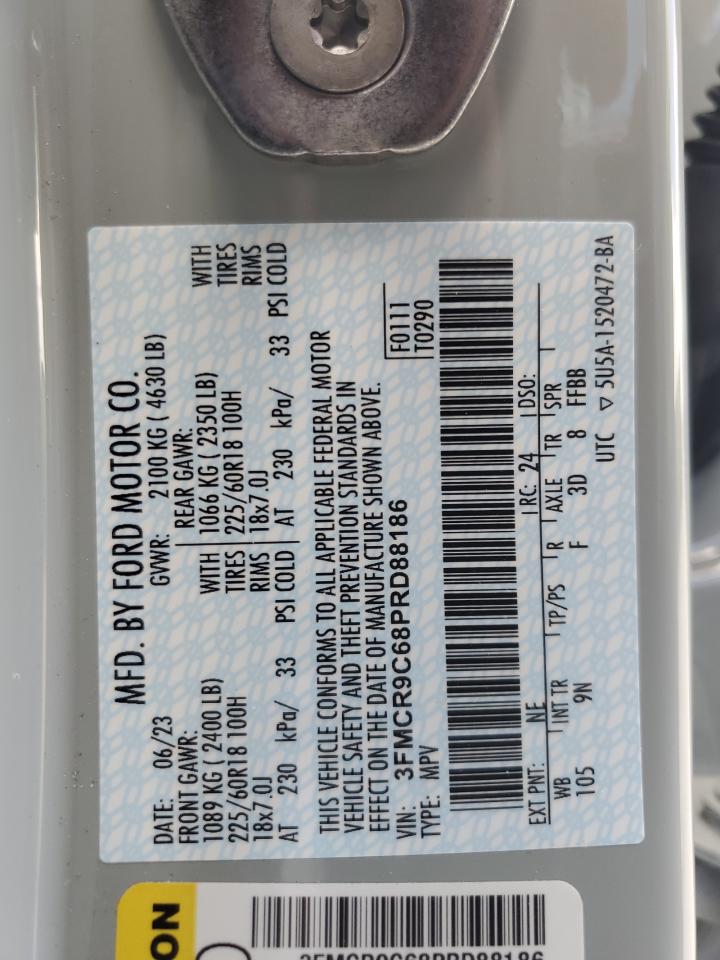 MFD. BY FORD MOTOR CO.
DATE: 06/23 GVWR: 2100 KG ( 4630 LB)
FRONT GAWR: REAR GAWR:
1089 KG ( 2400 LB) WITH 1066 KG ( 2350 LB) WITH
225/60R18 100H TIRES 225/60R18 100H TIRES
18x7.0J RIMS 18x7.0J RIMS
AT 230 kPa/ 33 PSI COLD AT 230 kPa/ 33 PSI COLD
THIS VEHICLE CONFORMS TO ALL APPLICABLE FEDERAL MOTOR
VEHICLE SAFETY AND THEFT PREVENTION STANDARDS IN
EFFECT ON THE DATE OF MANUFACTURE SHOWN ABOVE.
VIN: 3FMCR9C68PRD88186 F0111
TYPE: MPV T0290
EXT PNT: NE RC: 24 DSO:
WB INT TR TP/PS R AXLE TR SPR
105 9N F 3D 8 FFBB
UTC ▽ 5U5A-1520472-BA
ON
3FMCR9C68PRD88186